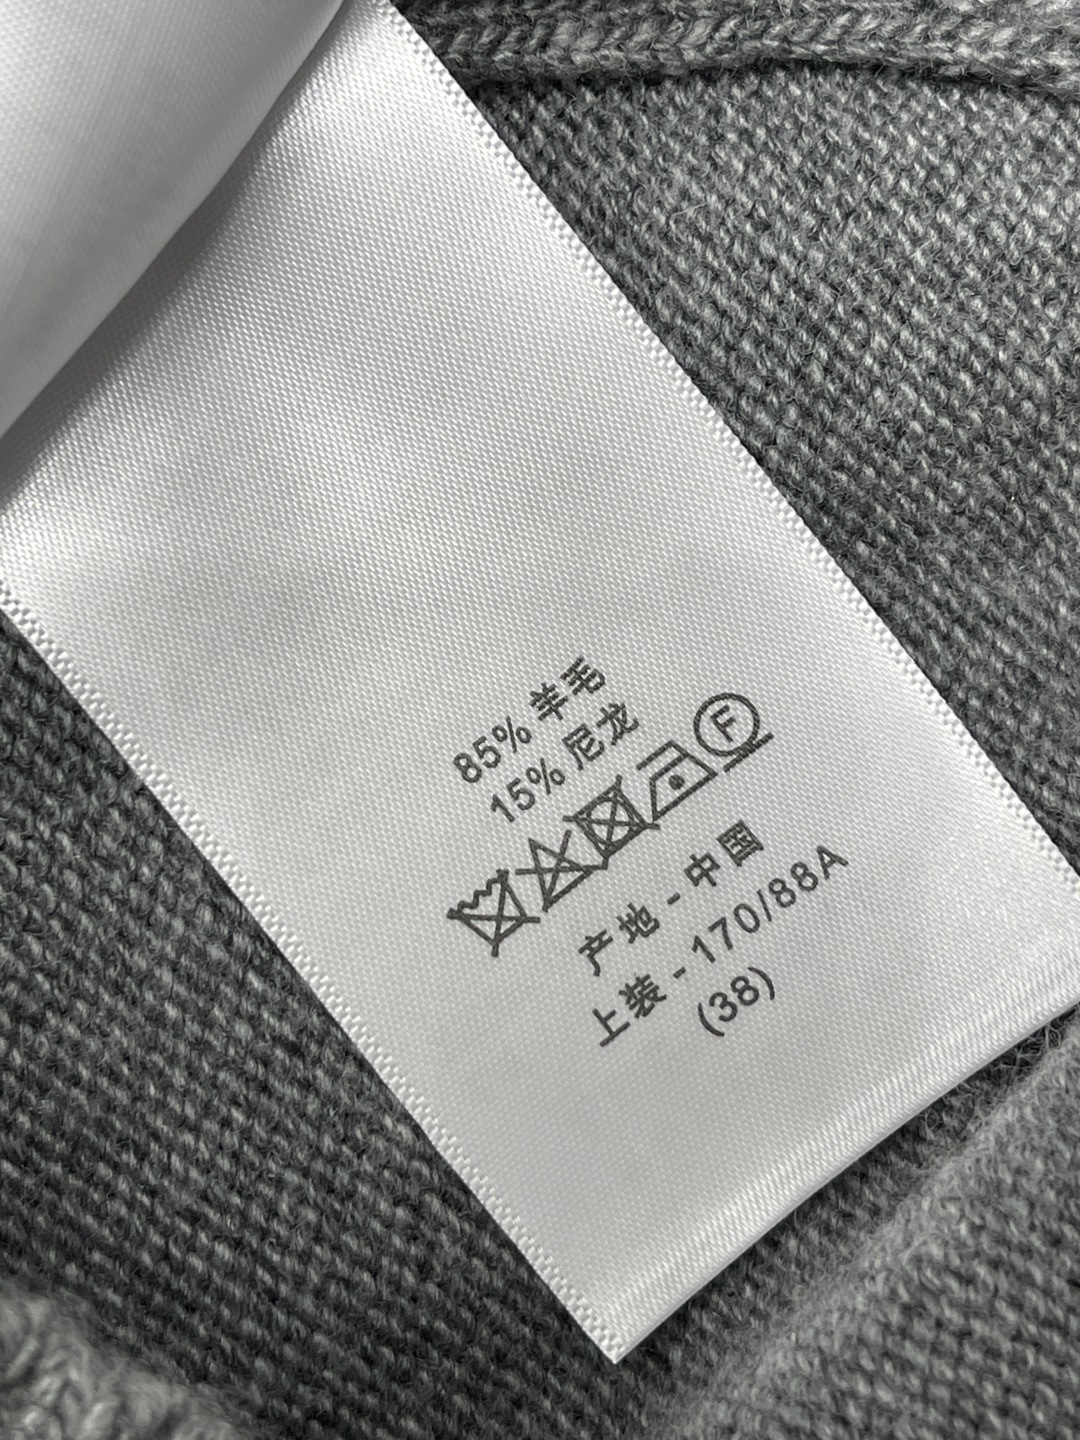 85% 羊毛
15% 尼龙
F
产地 - 中国
上装 - 170/88A
(38)